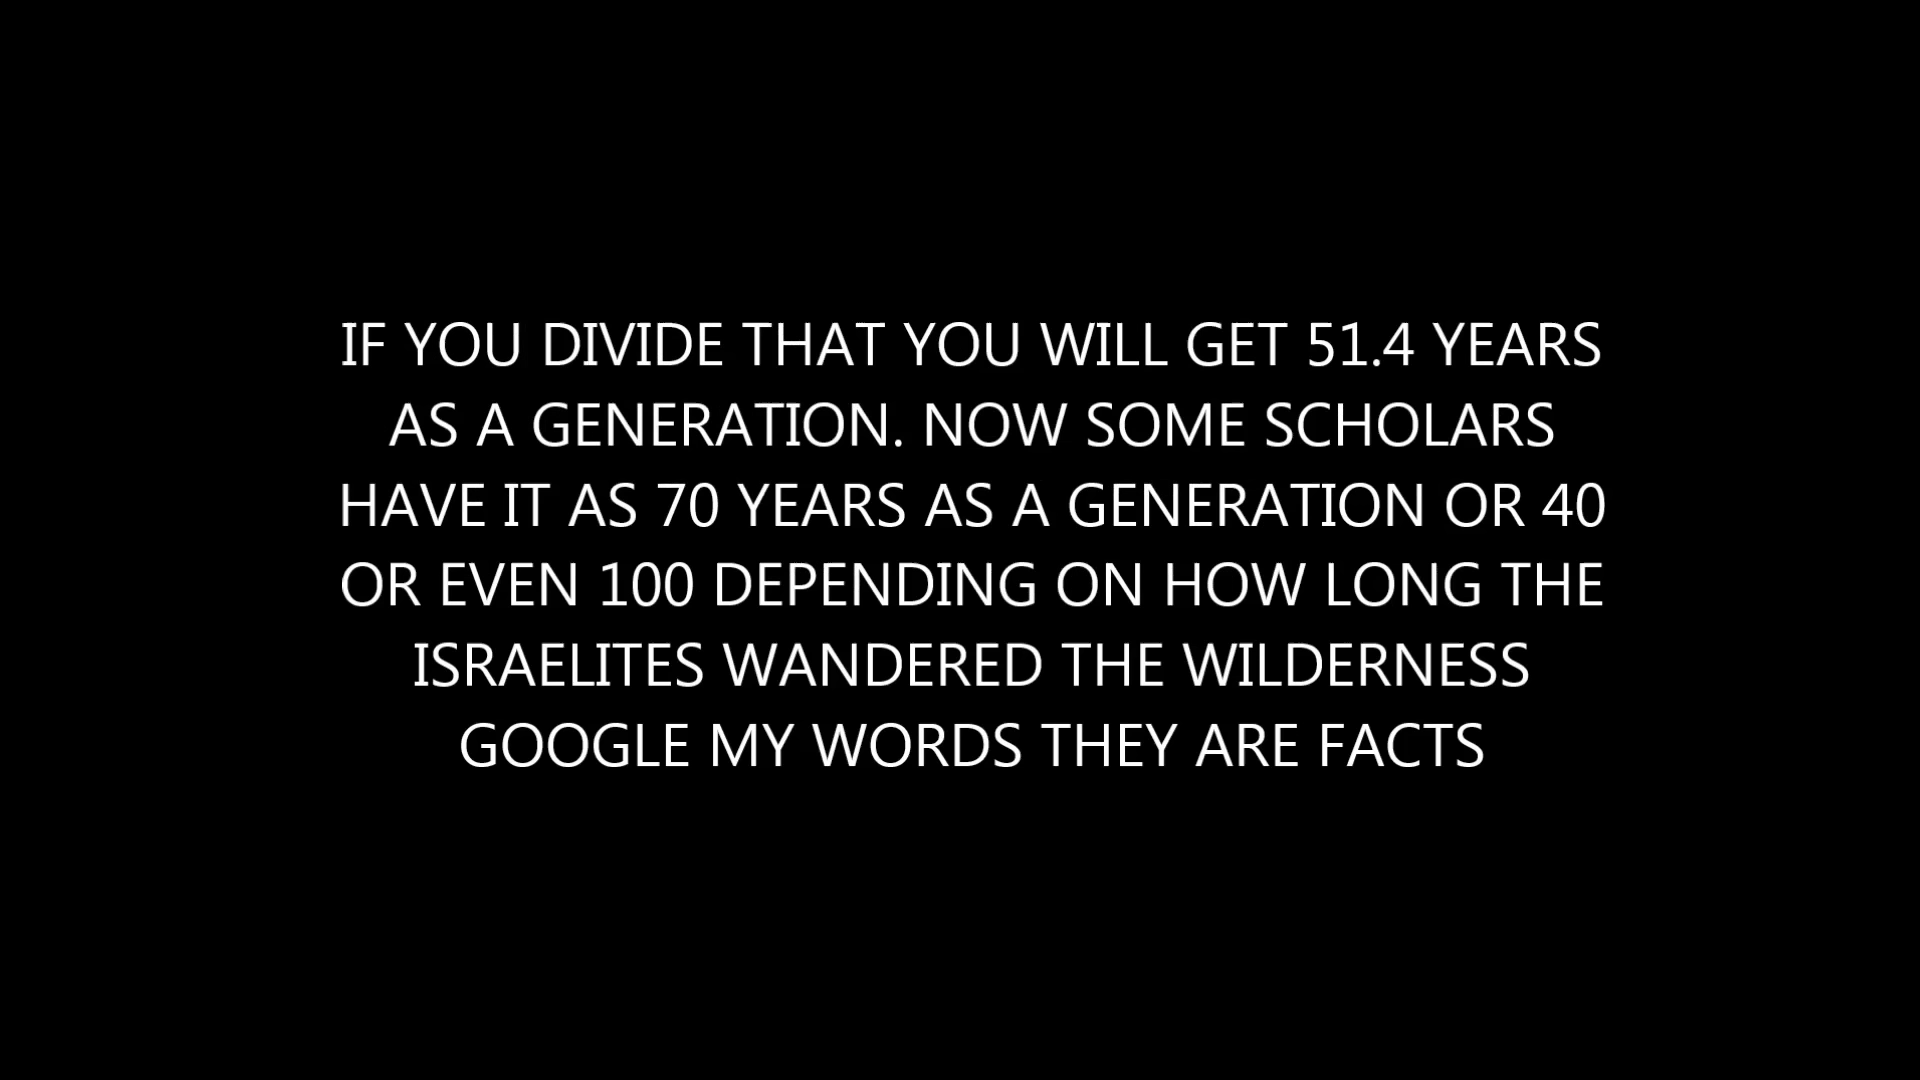 IF YOU DIVIDE THAT YOU WILL GET 51.4 YEARS
AS A GENERATION. NOW SOME SCHOLARS
HAVE IT AS 70 YEARS AS A GENERATION OR 40
OR EVEN 100 DEPENDING ON HOW LONG THE
ISRAELITES WANDERED THE WILDERNESS
GOOGLE MY WORDS THEY ARE FACTS